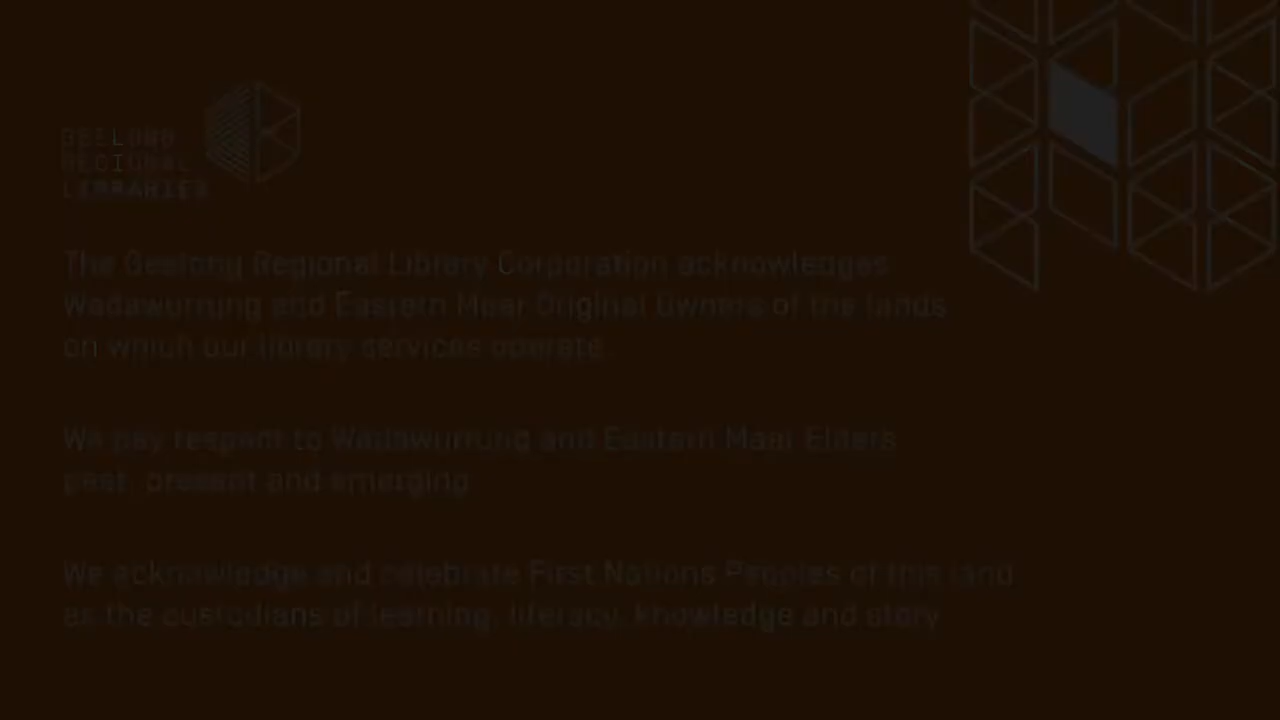 GEELONG
REGIONAL
LIBRARIES
The Geelong Regional Library Corporation acknowledges
Wadawurrung and Eastern Maar Original Owners of the lands
on which our library services operate.
We pay respect to Wadawurrung and Eastern Maar Elders
past, present and emerging
We acknowledge and celebrate First Nations Peoples of this land
as the custodians of learning, literacy, knowledge and story